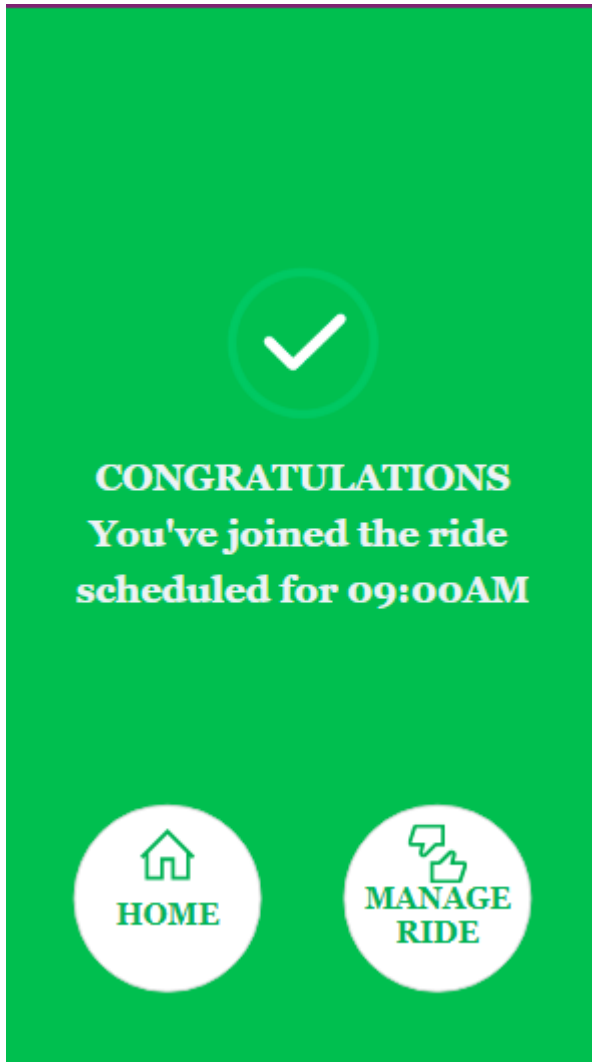 CONGRATULATIONS
You've joined the ride
scheduled for 09:00AM
HOME
MANAGE
RIDE